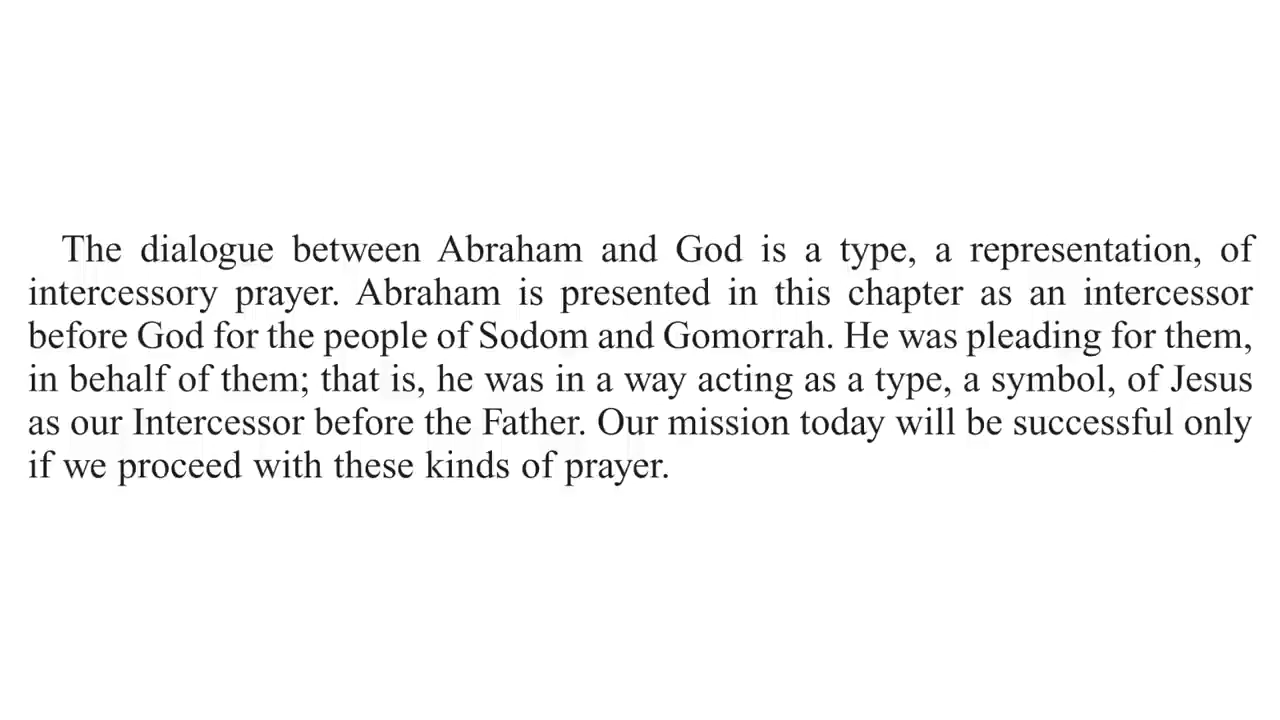 The dialogue between Abraham and God is a type, a representation, of
intercessory prayer. Abraham is presented in this chapter as an intercessor
before God for the people of Sodom and Gomorrah. He was pleading for them,
in behalf of them; that is, he was in a way acting as a type, a symbol, of Jesus
as our Intercessor before the Father. Our mission today will be successful only
if we proceed with these kinds of prayer.